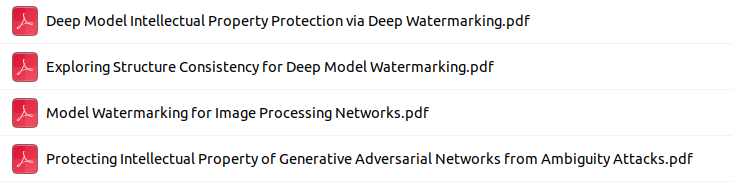 Deep Model Intellectual Property Protection via Deep Watermarking.pdf
Exploring Structure Consistency for Deep Model Watermarking.pdf
Model Watermarking for Image Processing Networks.pdf
Protecting Intellectual Property of Generative Adversarial Networks from Ambiguity Attacks.pdf